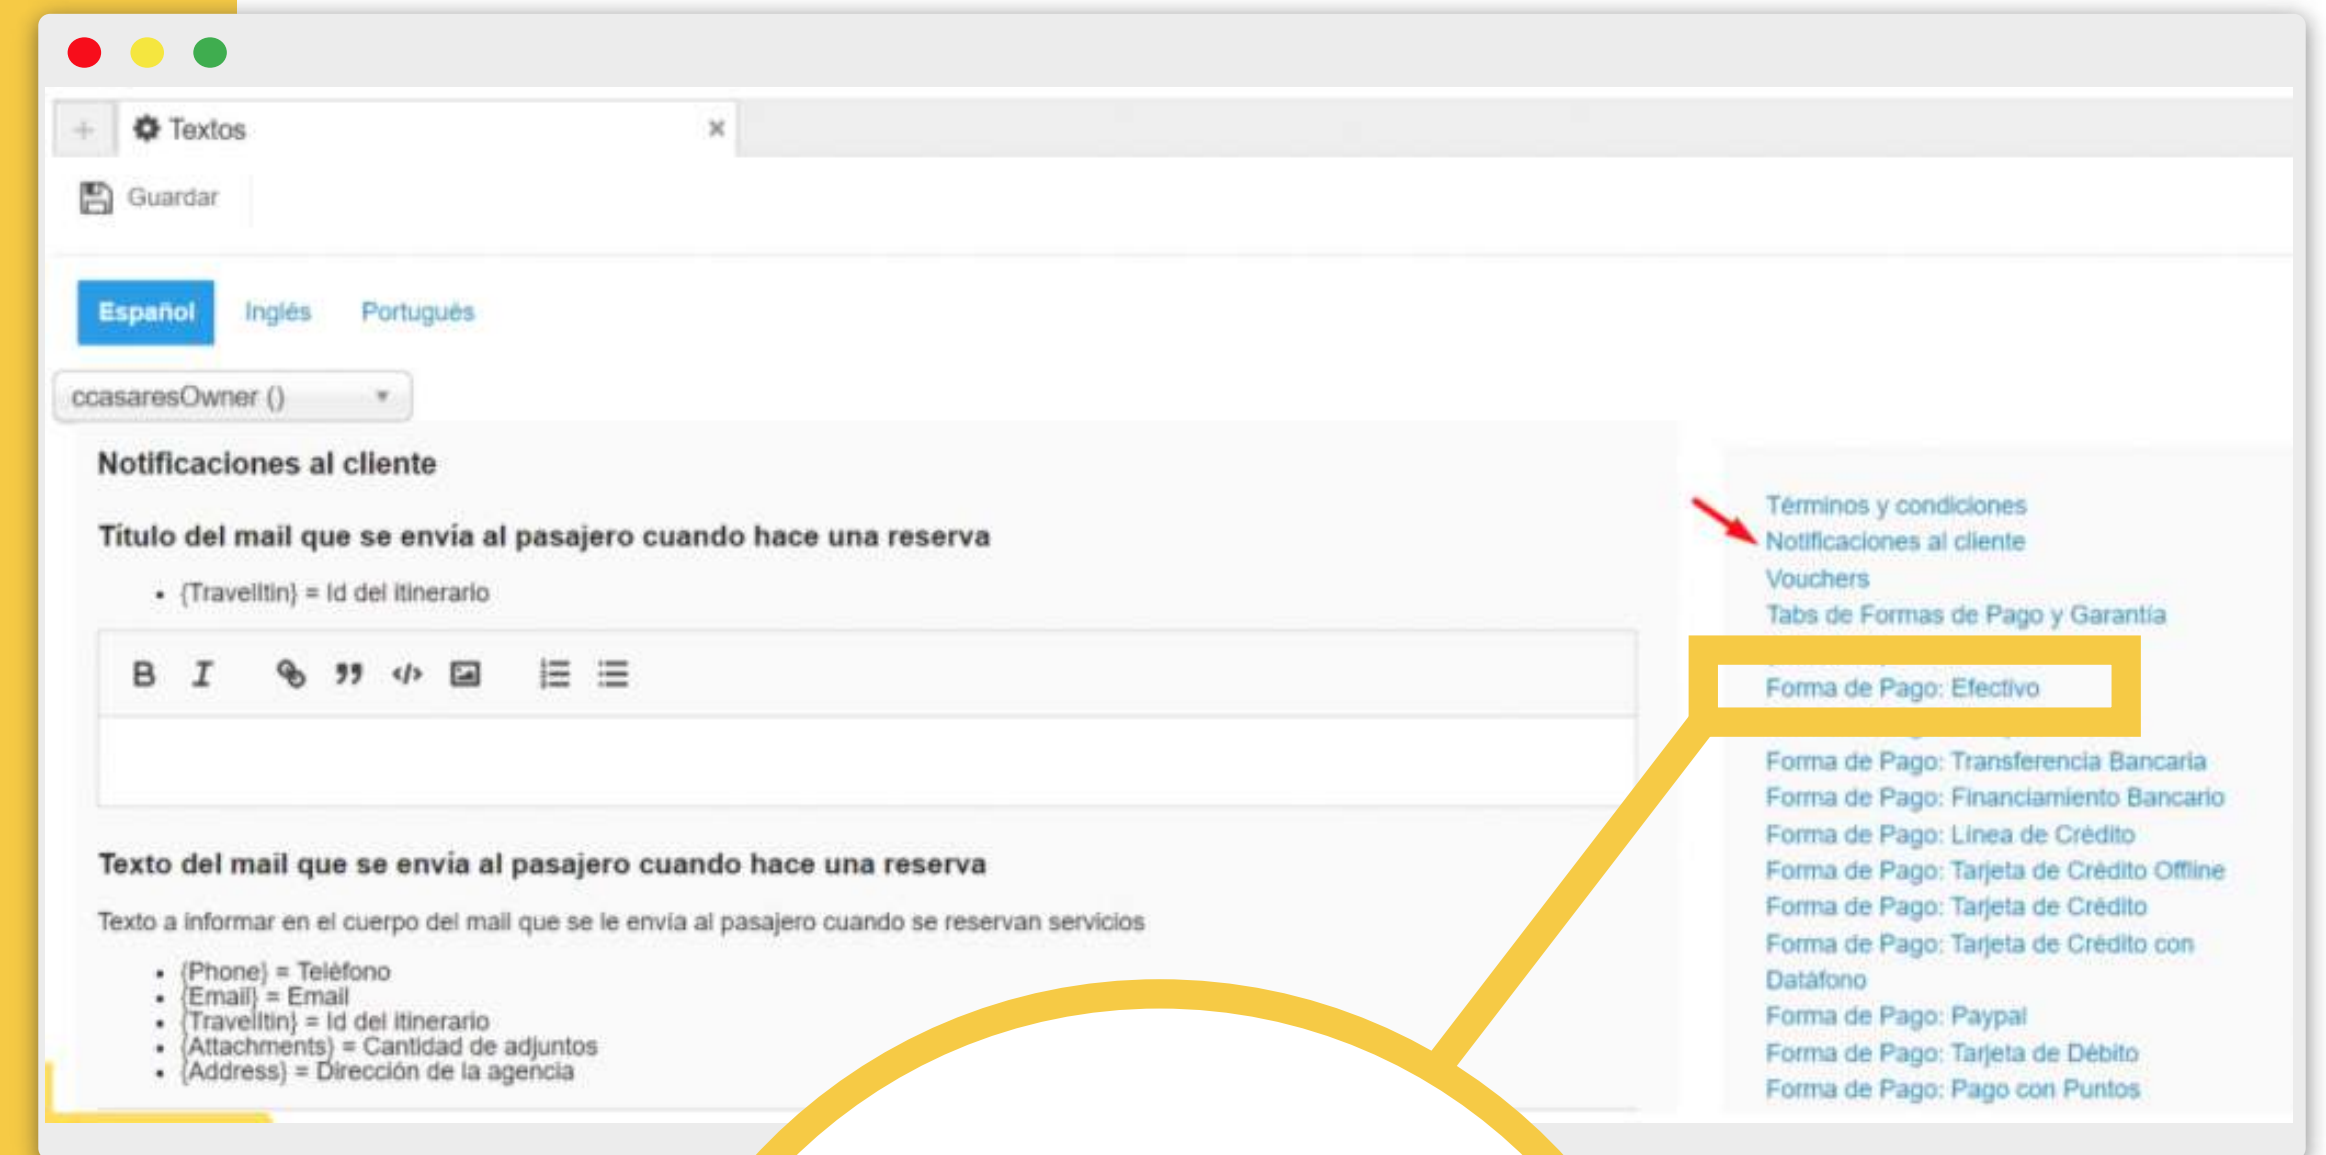 Textos
Guardar
Español Inglés Portugués
ccasaresOwner ()
Notificaciones al cliente
Título del mail que se envía al pasajero cuando hace una reserva
• {TravelItin} = Id del itinerario
Texto del mail que se envía al pasajero cuando hace una reserva
Texto a informar en el cuerpo del mail que se le envía al pasajero cuando se reservan servicios
• {Phone} = Teléfono
• {Email} = Email
• {TravelItin} = Id del itinerario
• {Attachments} = Cantidad de adjuntos
• {Address} = Dirección de la agencia
Términos y condiciones
Notificaciones al cliente
Vouchers
Tabs de Formas de Pago y Garantía
Forma de Pago: Efectivo
Forma de Pago: Transferencia Bancaria
Forma de Pago: Financiamiento Bancario
Forma de Pago: Línea de Crédito
Forma de Pago: Tarjeta de Crédito Offline
Forma de Pago: Tarjeta de Crédito
Forma de Pago: Tarjeta de Crédito con
Datáfono
Forma de Pago: Paypal
Forma de Pago: Tarjeta de Débito
Forma de Pago: Pago con Puntos